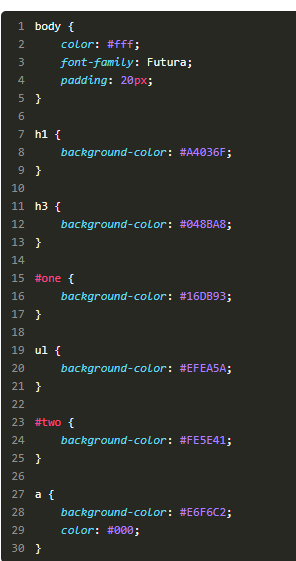 1 body {
2     color: #fff;
3     font-family: Futura;
4     padding: 20px;
5 }
6
7 h1 {
8     background-color: #A4036F;
9 }
10
11 h3 {
12     background-color: #048BA8;
13 }
14
15 #one {
16     background-color: #16DB93;
17 }
18
19 ul {
20     background-color: #EFEA5A;
21 }
22
23 #two {
24     background-color: #FE5E41;
25 }
26
27 a {
28     background-color: #E6F6C2;
29     color: #000;
30 }